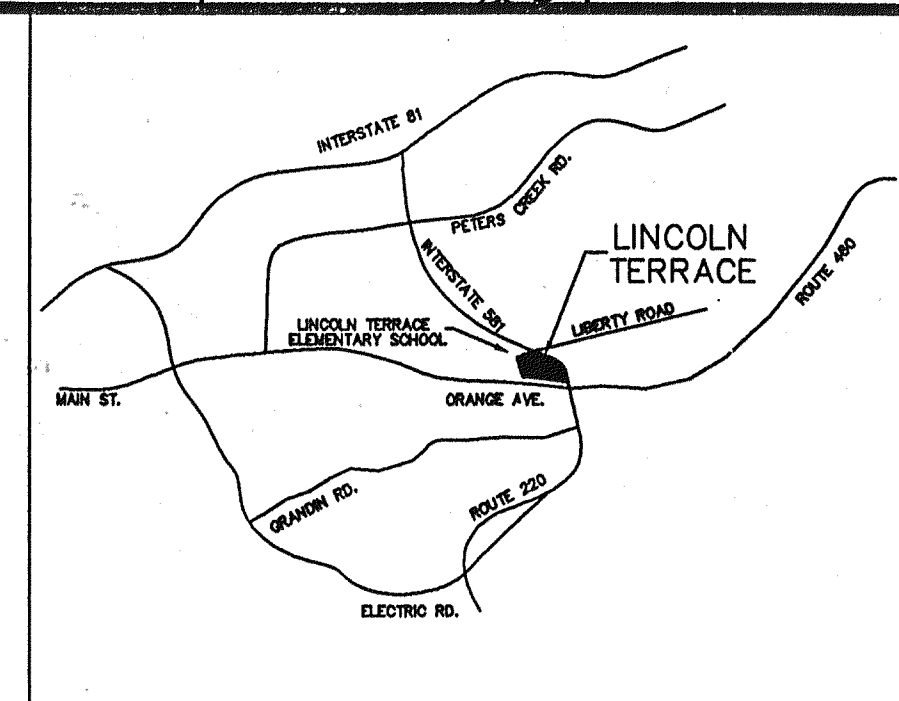 INTERSTATE 81
PETERS CREEK RD.
INTERSTATE 581
LINCOLN
TERRACE
ROUTE 460
LIBERTY ROAD
LINCOLN TERRACE
ELEMENTARY SCHOOL
MAIN ST.
ORANGE AVE.
GRANDIN RD.
ROUTE 220
ELECTRIC RD.